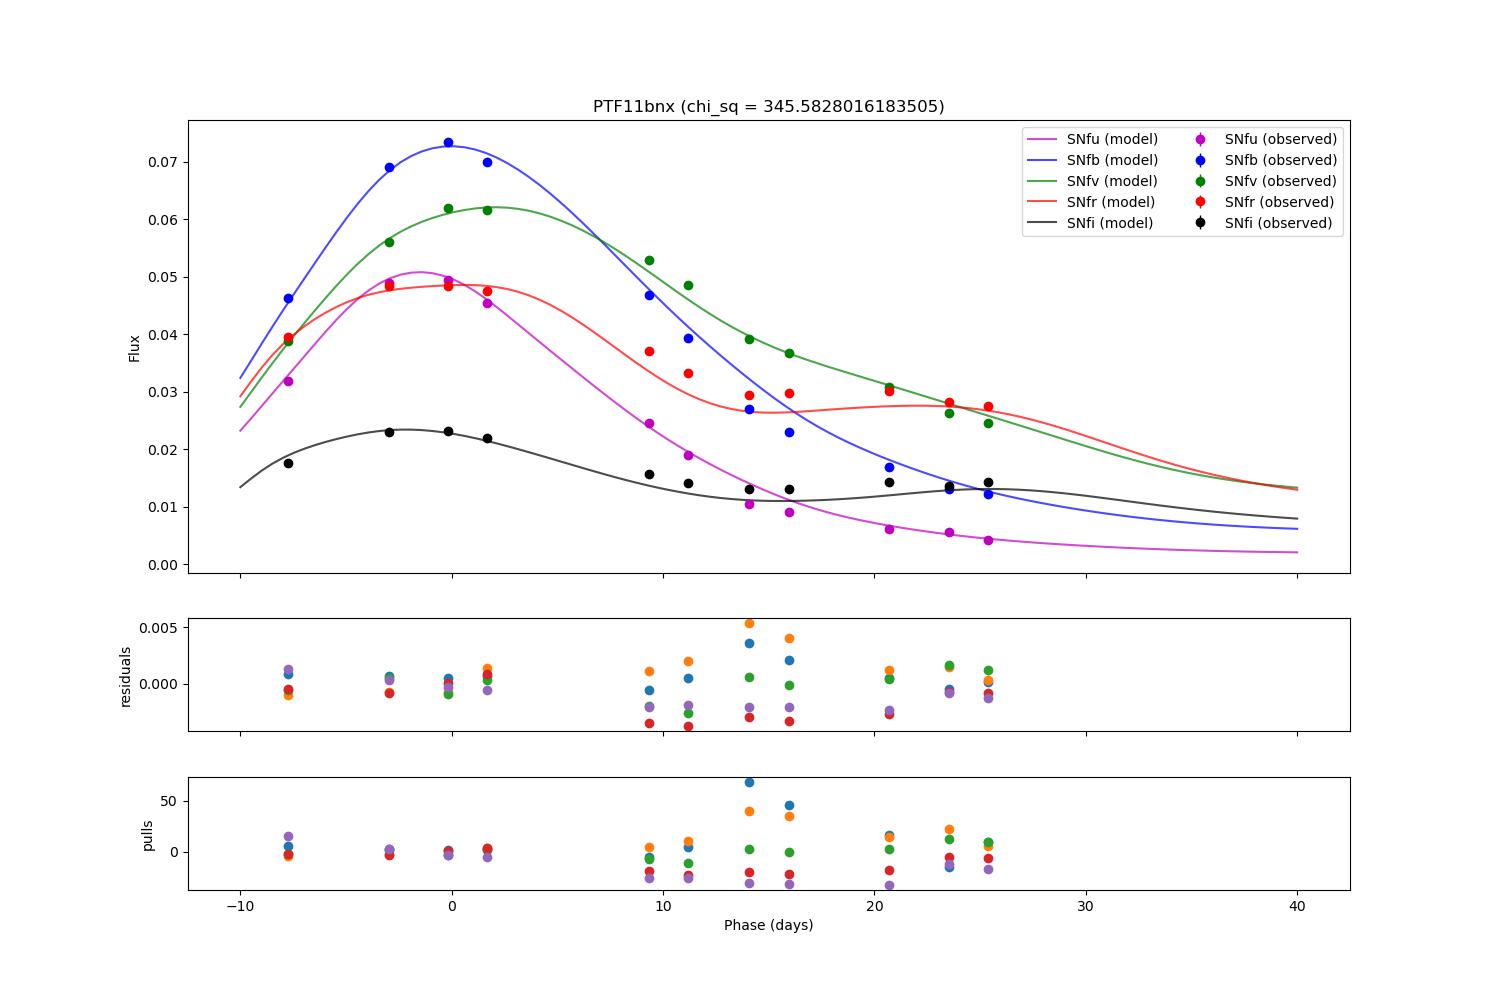 PTF11bnx (chi_sq = 345.5828016183505)
SNfu (model)
SNfb (model)
SNfv (model)
SNfr (model)
SNfi (model)
SNfu (observed)
SNfb (observed)
SNfv (observed)
SNfr (observed)
SNfi (observed)
Flux
0.07
0.06
0.05
0.04
0.03
0.02
0.01
0.00
residuals
0.005
0.000
pulls
50
0
−10
0
10
20
30
40
Phase (days)